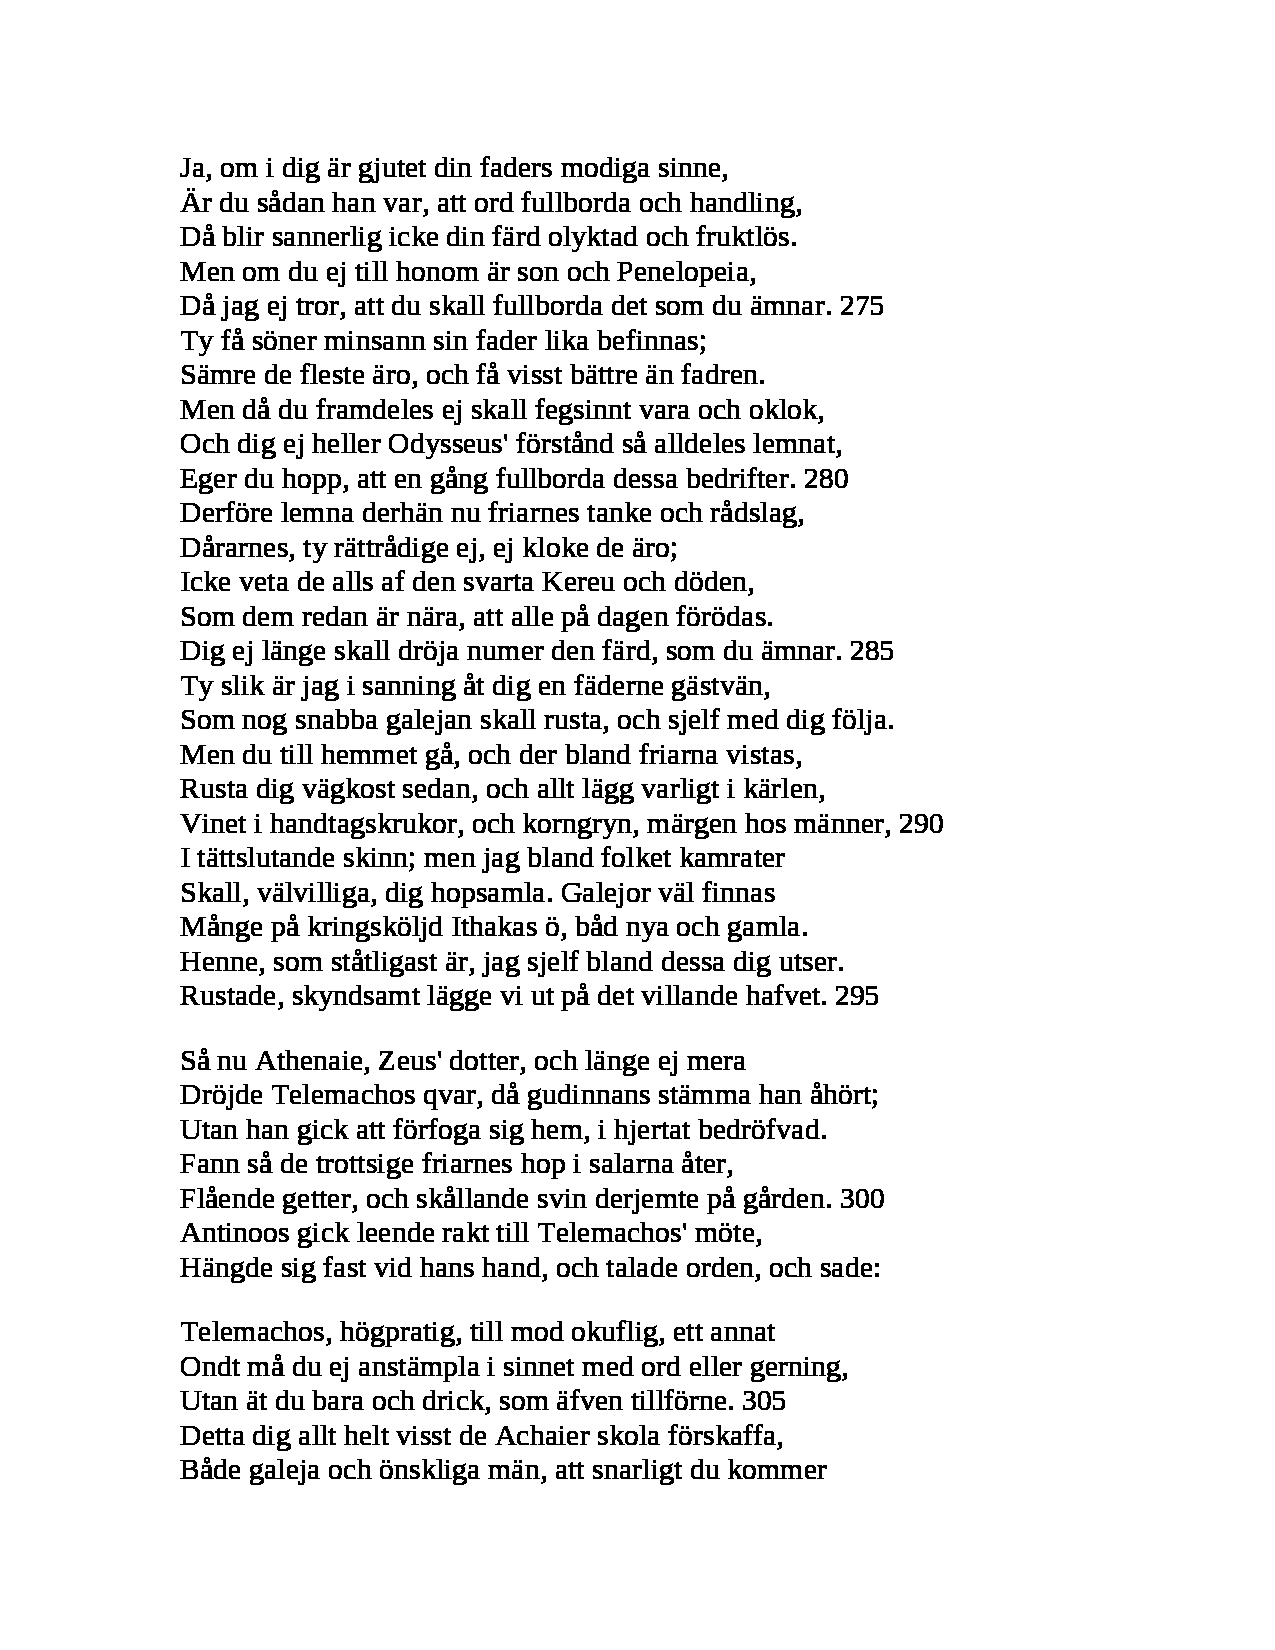 Ja, om i dig är gjutet din faders modiga sinne,
Är du sådan han var, att ord fullborda och handling,
Då blir sannerlig icke din färd olyktad och fruktlös.
Men om du ej till honom är son och Penelopeia,
Då jag ej tror, att du skall fullborda det som du ämnar. 275
Ty få söner minsann sin fader lika befinnas;
Sämre de fleste äro, och få visst bättre än fadren.
Men då du framdeles ej skall fegsinnt vara och oklok,
Och dig ej heller Odysseus' förstånd så alldeles lemnat,
Eger du hopp, att en gång fullborda dessa bedrifter. 280
Derföre lemna derhän nu friarnes tanke och rådslag,
Dårarnes, ty rättrådige ej, ej kloke de äro;
Icke veta de alls af den svarta Kereu och döden,
Som dem redan är nära, att alle på dagen förödas.
Dig ej länge skall dröja numer den färd, som du ämnar. 285
Ty slik är jag i sanning åt dig en fäderne gästvän,
Som nog snabba galejan skall rusta, och sjelf med dig följa.
Men du till hemmet gå, och der bland friarna vistas,
Rusta dig vägkost sedan, och allt lägg varligt i kärlen,
Vinet i handtagskrukor, och korngryn, märgen hos männer, 290
I tättslutande skinn; men jag bland folket kamrater
Skall, välvilliga, dig hopsamla. Galejor väl finnas
Månge på kringsköljd Ithakas ö, båd nya och gamla.
Henne, som ståtligast är, jag sjelf bland dessa dig utser.
Rustade, skyndsamt lägge vi ut på det villande hafvet. 295
Så nu Athenaie, Zeus' dotter, och länge ej mera
Dröjde Telemachos qvar, då gudinnans stämma han åhört;
Utan han gick att förfoga sig hem, i hjertat bedröfvad.
Fann så de trottsige friarnes hop i salarna åter,
Flående getter, och skållande svin derjemte på gården. 300
Antinoos gick leende rakt till Telemachos' möte,
Hängde sig fast vid hans hand, och talade orden, och sade:
Telemachos, högpratig, till mod okuflig, ett annat
Ondt må du ej anstämpla i sinnet med ord eller gerning,
Utan ät du bara och drick, som äfven tillförne. 305
Detta dig allt helt visst de Achaier skola förskaffa,
Både galeja och önskliga män, att snarligt du kommer